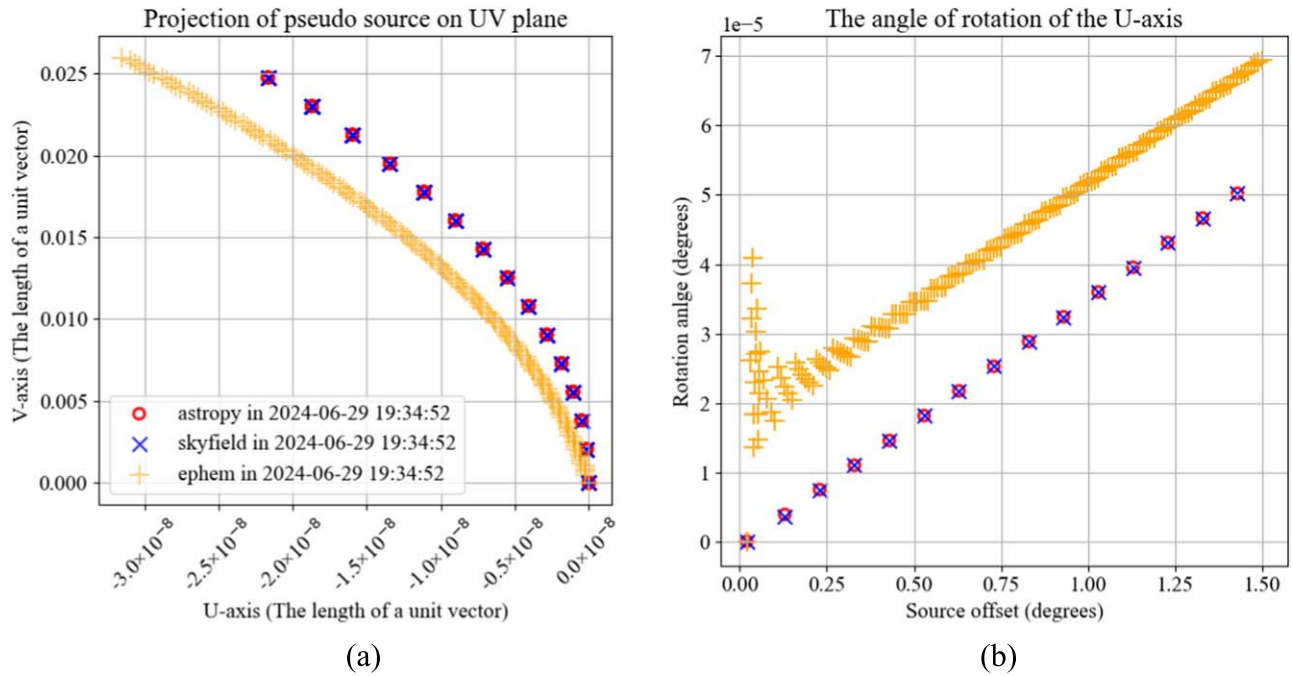 Projection of pseudo source on UV plane
V-axis (The length of a unit vector)
0.025
0.020
0.015
0.010
0.005
0.000
astropy in 2024-06-29 19:34:52
skyfield in 2024-06-29 19:34:52
ephem in 2024-06-29 19:34:52
-3.0×10⁻⁸
-2.5×10⁻⁸
-2.0×10⁻⁸
-1.5×10⁻⁸
-1.0×10⁻⁸
-0.5×10⁻⁸
0.0×10⁻⁸
U-axis (The length of a unit vector)
(a)
The angle of rotation of the U-axis
1e−5
Rotation anlge (degrees)
7
6
5
4
3
2
1
0
0.00 0.25 0.50 0.75 1.00 1.25 1.50
Source offset (degrees)
(b)